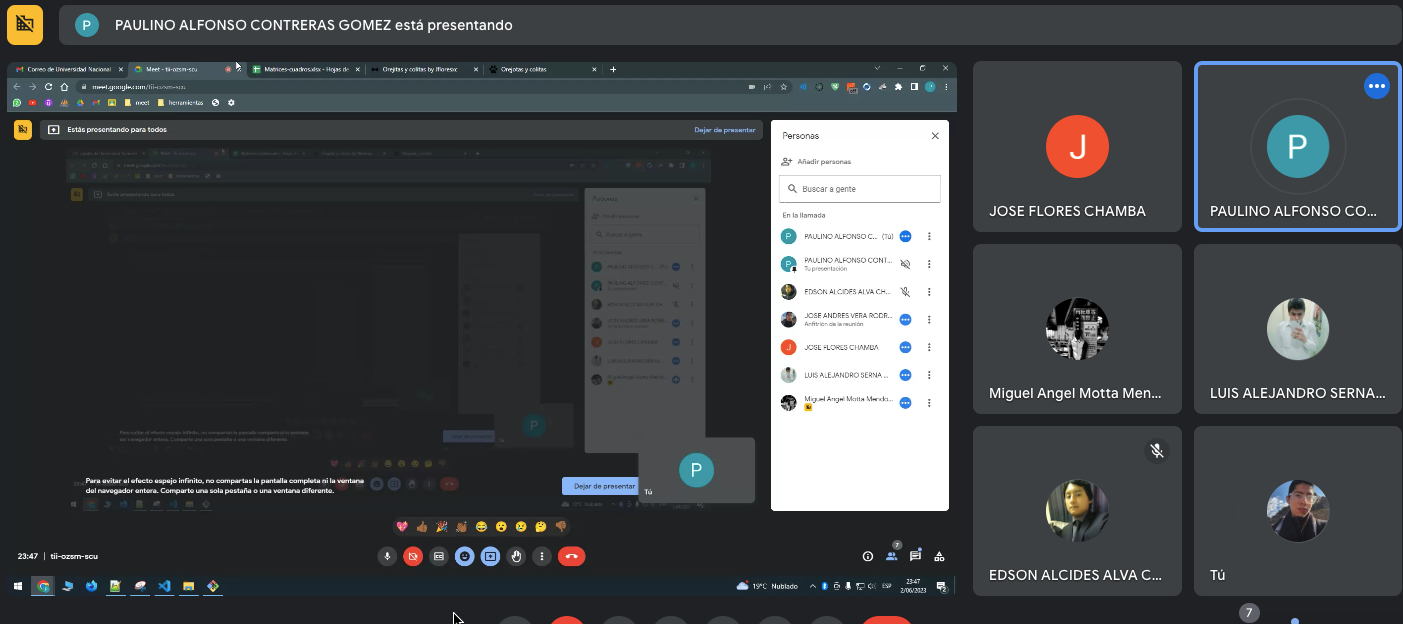 P PAULINO ALFONSO CONTRERAS GOMEZ está presentando
Correo de Universidad Nacional
Meet - tii-ozsm-scu
Matrices-cuadros.xlsx - Hojas de
Orejitas y colitas by Jfloresxc
Orejotas y colitas
meet.google.com/tii-ozsm-scu
meet
herramientas
Estás presentando para todos
Dejar de presentar
Personas
Añadir personas
Buscar a gente
En la llamada
P PAULINO ALFONSO C... (Tú)
P PAULINO ALFONSO CONT...
Tu presentación
EDSON ALCIDES ALVA CH...
JOSE ANDRES VERA RODR...
Anfitrión de la reunión
J JOSE FLORES CHAMBA
LUIS ALEJANDRO SERNA ...
Miguel Angel Motta Mendo...
Para evitar el efecto espejo infinito, no compartas la pantalla completa ni la ventana
del navegador entera. Comparte una sola pestaña o una ventana diferente.
Dejar de presentar
P
Tú
23:47 | tii-ozsm-scu
7
19°C Nublado
ESP
23:47
2/06/2023
2
J
JOSE FLORES CHAMBA
P
PAULINO ALFONSO CO...
Miguel Angel Motta Men...
LUIS ALEJANDRO SERNA...
EDSON ALCIDES ALVA C...
Tú
7